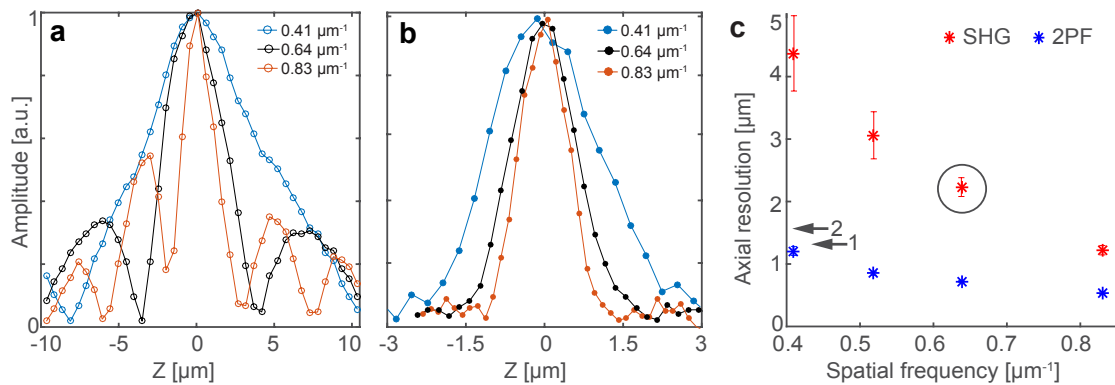 a
0.41 µm⁻¹
0.64 µm⁻¹
0.83 µm⁻¹
Amplitude [a.u.]
1
0
-10
-5
0
5
10
Z [µm]
b
0.41 µm⁻¹
0.64 µm⁻¹
0.83 µm⁻¹
-3
-1.5
0
1.5
3
Z [µm]
c
SHG
2PF
Axial resolution [µm]
5
4
3
2
1
0
2
1
0.4
0.5
0.6
0.7
0.8
Spatial frequency [µm⁻¹]